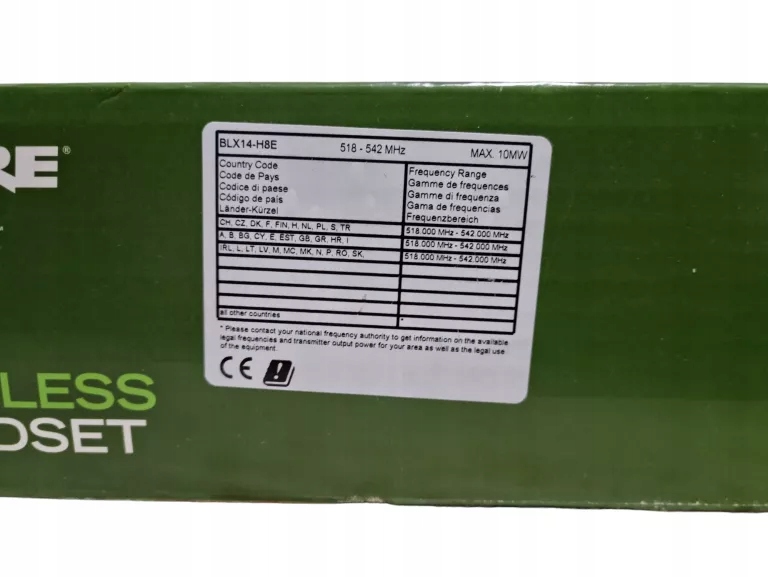 RE®
BLX14-H8E 518 - 542 MHz MAX. 10MW
Country Code
Code de Pays
Codice di paese
Código de país
Länder-Kürzel
Frequency Range
Gamme de frequences
Gamme di frequenza
Gama de frequencias
Frequenzbereich
CH, CZ, DK, F, FIN, H, NL, PL, S, TR 518.000 MHz - 542.000 MHz
A, B, BG, CY, E, EST, GB, GR, HR, I 518.000 MHz - 542.000 MHz
IRL, L, LT, LV, M, MC, MK, N, P, RO, SK, 518.000 MHz - 542.000 MHz
all other countries *
* Please contact your national frequency authority to get information on the available
legal frequencies and transmitter output power for your area as well as the legal use
of the equipment.
CE
LESS
DSET